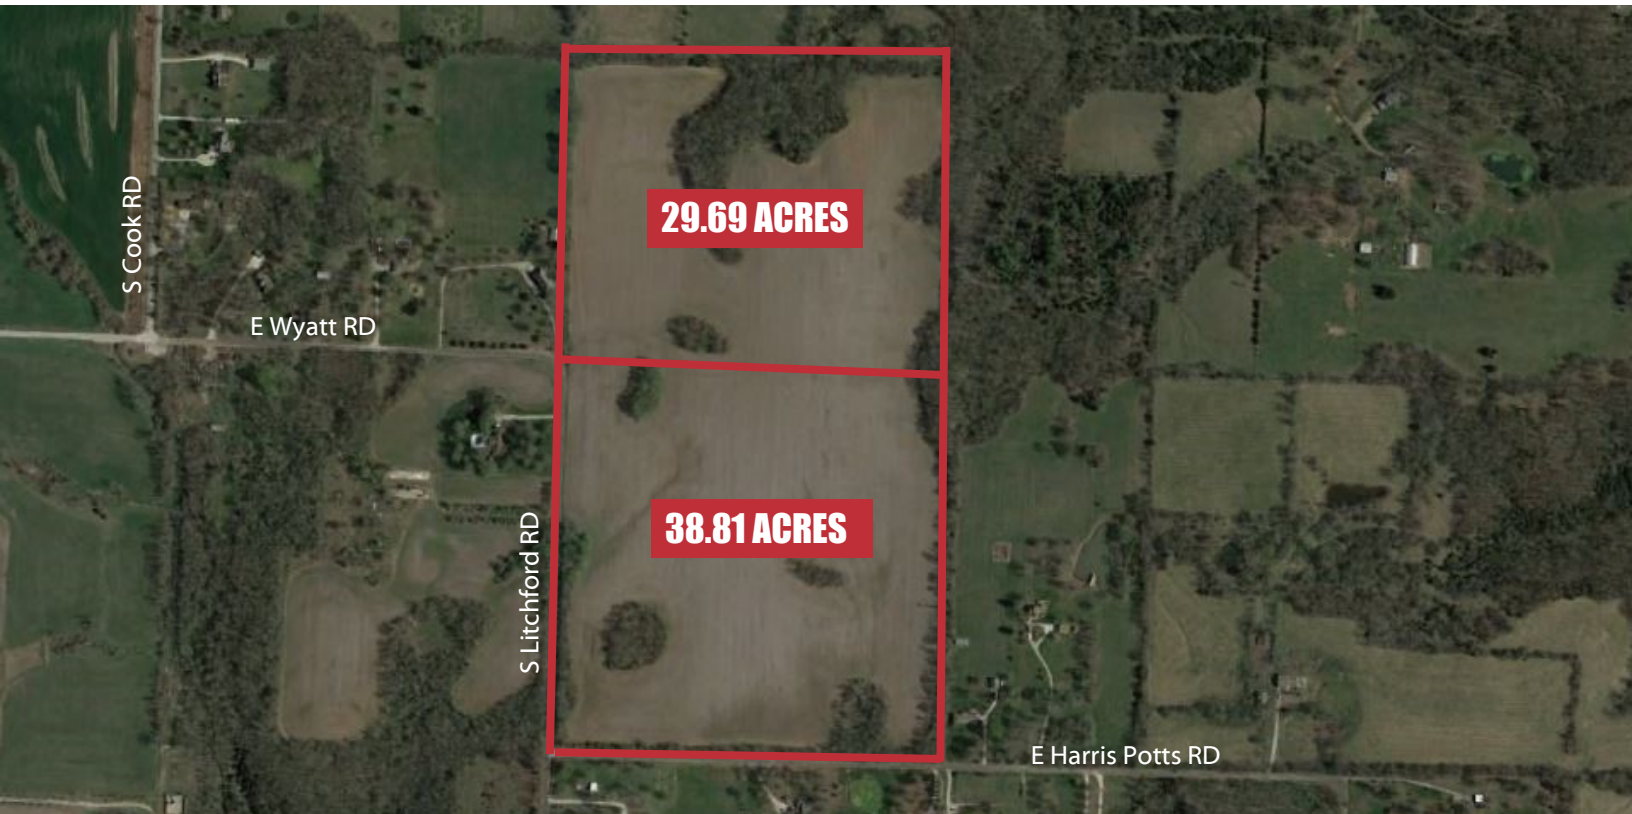 S Cook RD
29.69 ACRES
E Wyatt RD
38.81 ACRES
S Litchford RD
E Harris Potts RD